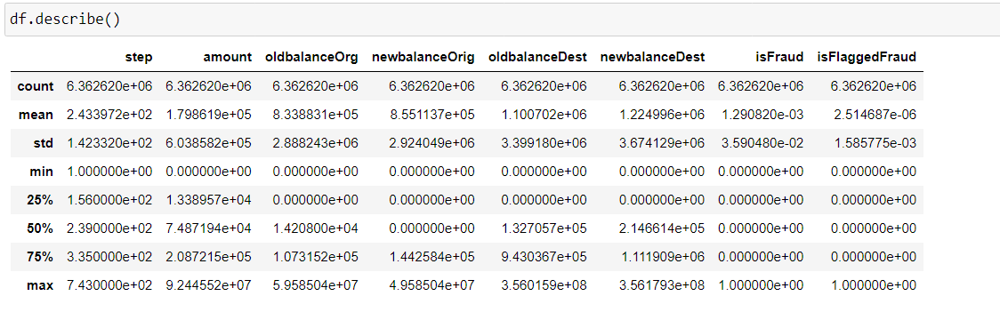 df.describe()
step amount oldbalanceOrg newbalanceOrig oldbalanceDest newbalanceDest isFraud isFlaggedFraud
count 6.362620e+06 6.362620e+06 6.362620e+06 6.362620e+06 6.362620e+06 6.362620e+06 6.362620e+06 6.362620e+06
mean 2.433972e+02 1.798619e+05 8.338831e+05 8.551137e+05 1.100702e+06 1.224996e+06 1.290820e-03 2.514687e-06
std 1.423320e+02 6.038582e+05 2.888243e+06 2.924049e+06 3.399180e+06 3.674129e+06 3.590480e-02 1.585775e-03
min 1.000000e+00 0.000000e+00 0.000000e+00 0.000000e+00 0.000000e+00 0.000000e+00 0.000000e+00 0.000000e+00
25% 1.560000e+02 1.338957e+04 0.000000e+00 0.000000e+00 0.000000e+00 0.000000e+00 0.000000e+00 0.000000e+00
50% 2.390000e+02 7.487194e+04 1.420800e+04 0.000000e+00 1.327057e+05 2.146614e+05 0.000000e+00 0.000000e+00
75% 3.350000e+02 2.087215e+05 1.073152e+05 1.442584e+05 9.430367e+05 1.111909e+06 0.000000e+00 0.000000e+00
max 7.430000e+02 9.244552e+07 5.958504e+07 4.958504e+07 3.560159e+08 3.561793e+08 1.000000e+00 1.000000e+00